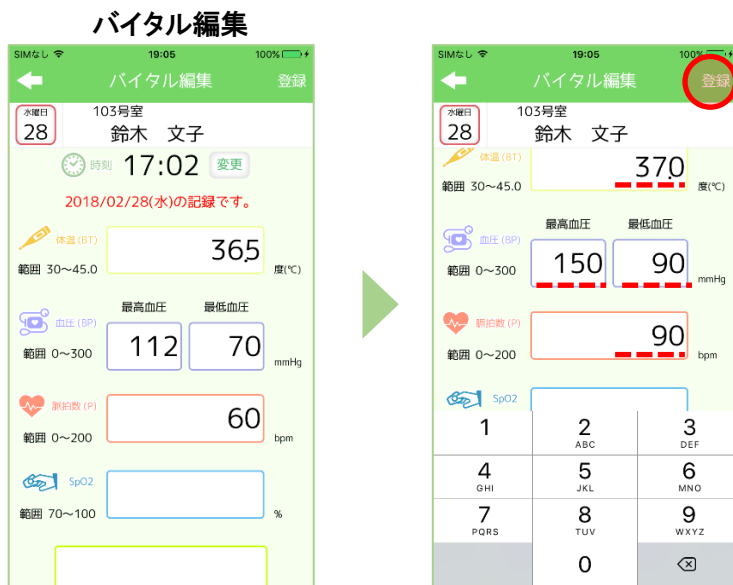 バイタル編集
SIMなし 19:05 100%
バイタル編集 登録
水曜日
28
103号室
鈴木 文子
時刻 17:02 変更
2018/02/28(水)の記録です。
体温(BT)
36.5
範囲 30～45.0 度(℃)
最高血圧 最低血圧
血圧(BP)
112 70
範囲 0～300 mmHg
脈拍数(P)
60
範囲 0～200 bpm
SpO2
範囲 70～100 %
SIMなし 19:05 100%
バイタル編集 登録
水曜日
28
103号室
鈴木 文子
体温(BT)
37.0
範囲 30～45.0 度(℃)
最高血圧 最低血圧
血圧(BP)
150 90
範囲 0～300 mmHg
脈拍数(P)
90
範囲 0～200 bpm
SpO2
1 2 3
ABC DEF
4 5 6
GHI JKL MNO
7 8 9
PQRS TUV WXYZ
0